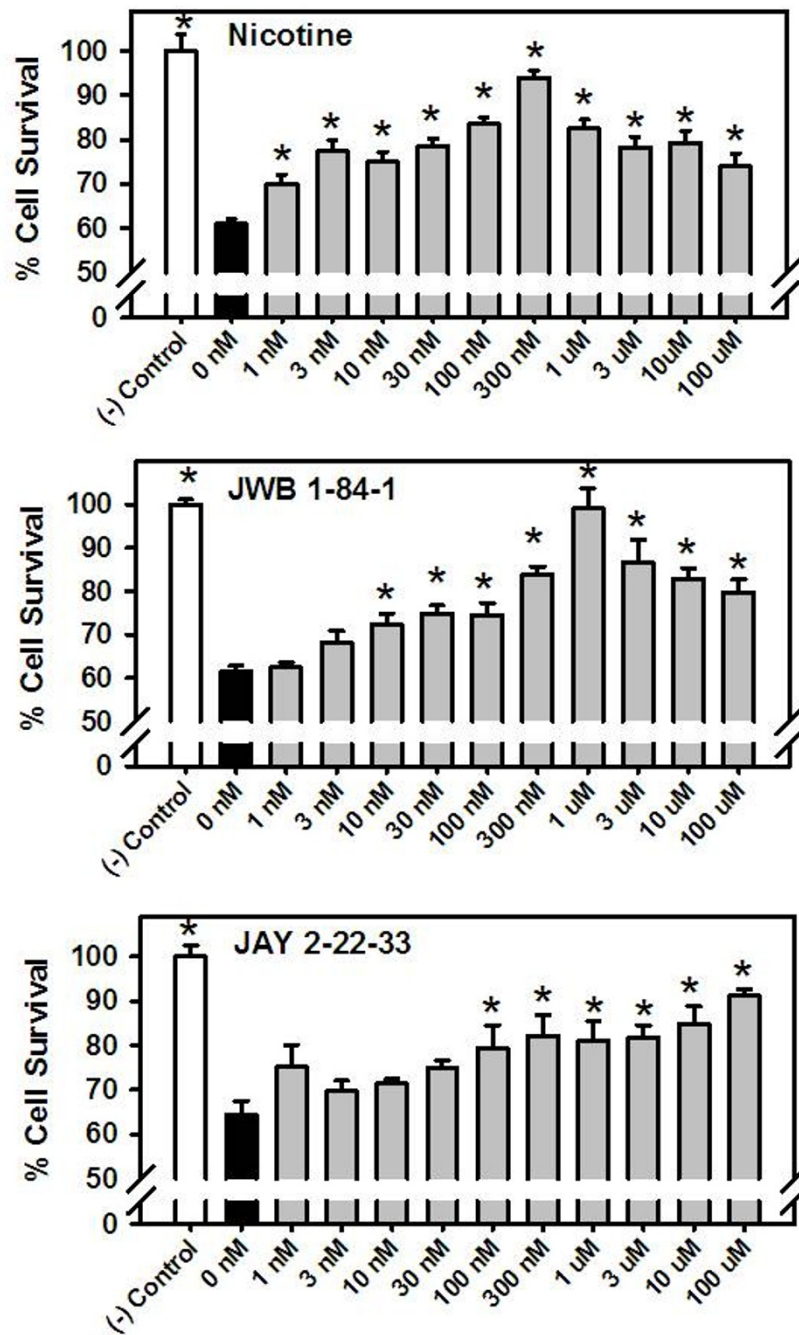 Nicotine
*
* * * * * * * * * *
100
90
80
70
60
50
0
% Cell Survival
(-) Control 0 nM 1 nM 3 nM 10 nM 30 nM 100 nM 300 nM 1 uM 3 uM 10uM 100 uM
JWB 1-84-1
*
* * * * * * * *
100
90
80
70
60
50
0
% Cell Survival
(-) Control 0 nM 1 nM 3 nM 10 nM 30 nM 100 nM 300 nM 1 uM 3 uM 10 uM 100 uM
JAY 2-22-33
*
* * * * * *
100
90
80
70
60
50
0
% Cell Survival
(-) Control 0 nM 1 nM 3 nM 10 nM 30 nM 100 nM 300 nM 1 uM 3 uM 10 uM 100 uM